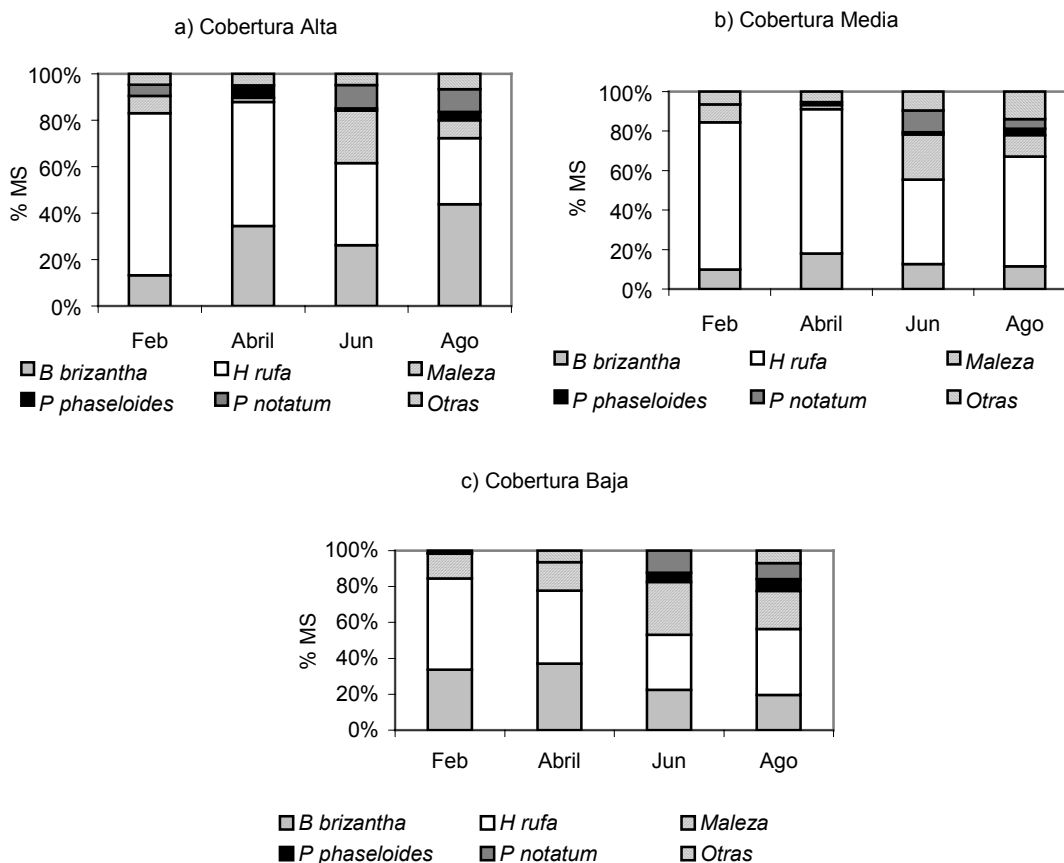 a) Cobertura Alta
100%
80%
60%
40%
20%
0%
% MS
Feb Abril Jun Ago
B brizantha H rufa Maleza
P phaseloides P notatum Otras
b) Cobertura Media
100%
80%
60%
40%
20%
0%
% MS
Feb Abril Jun Ago
B brizantha H rufa Maleza
P phaseloides P notatum Otras
c) Cobertura Baja
100%
80%
60%
40%
20%
0%
% MS
Feb Abril Jun Ago
B brizantha H rufa Maleza
P phaseloides P notatum Otras